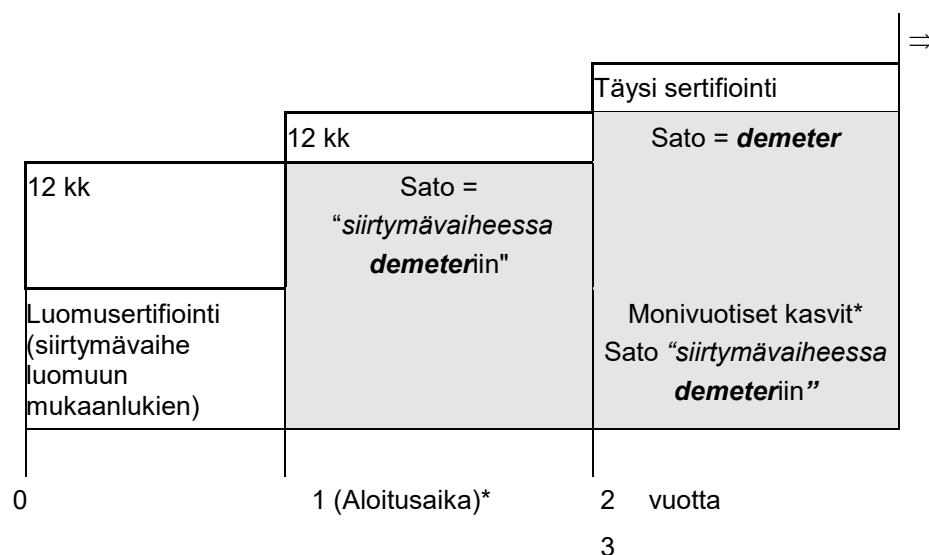 ⇒
Täysi sertifiointi
12 kk
Sato = demeter
12 kk
Sato =
“siirtymävaiheessa
demeteriin"
Luomusertifiointi
(siirtymävaihe
luomuun
mukaanlukien)
Monivuotiset kasvit*
Sato “siirtymävaiheessa
demeteriin”
0 1 (Aloitusaika)* 2 vuotta
3